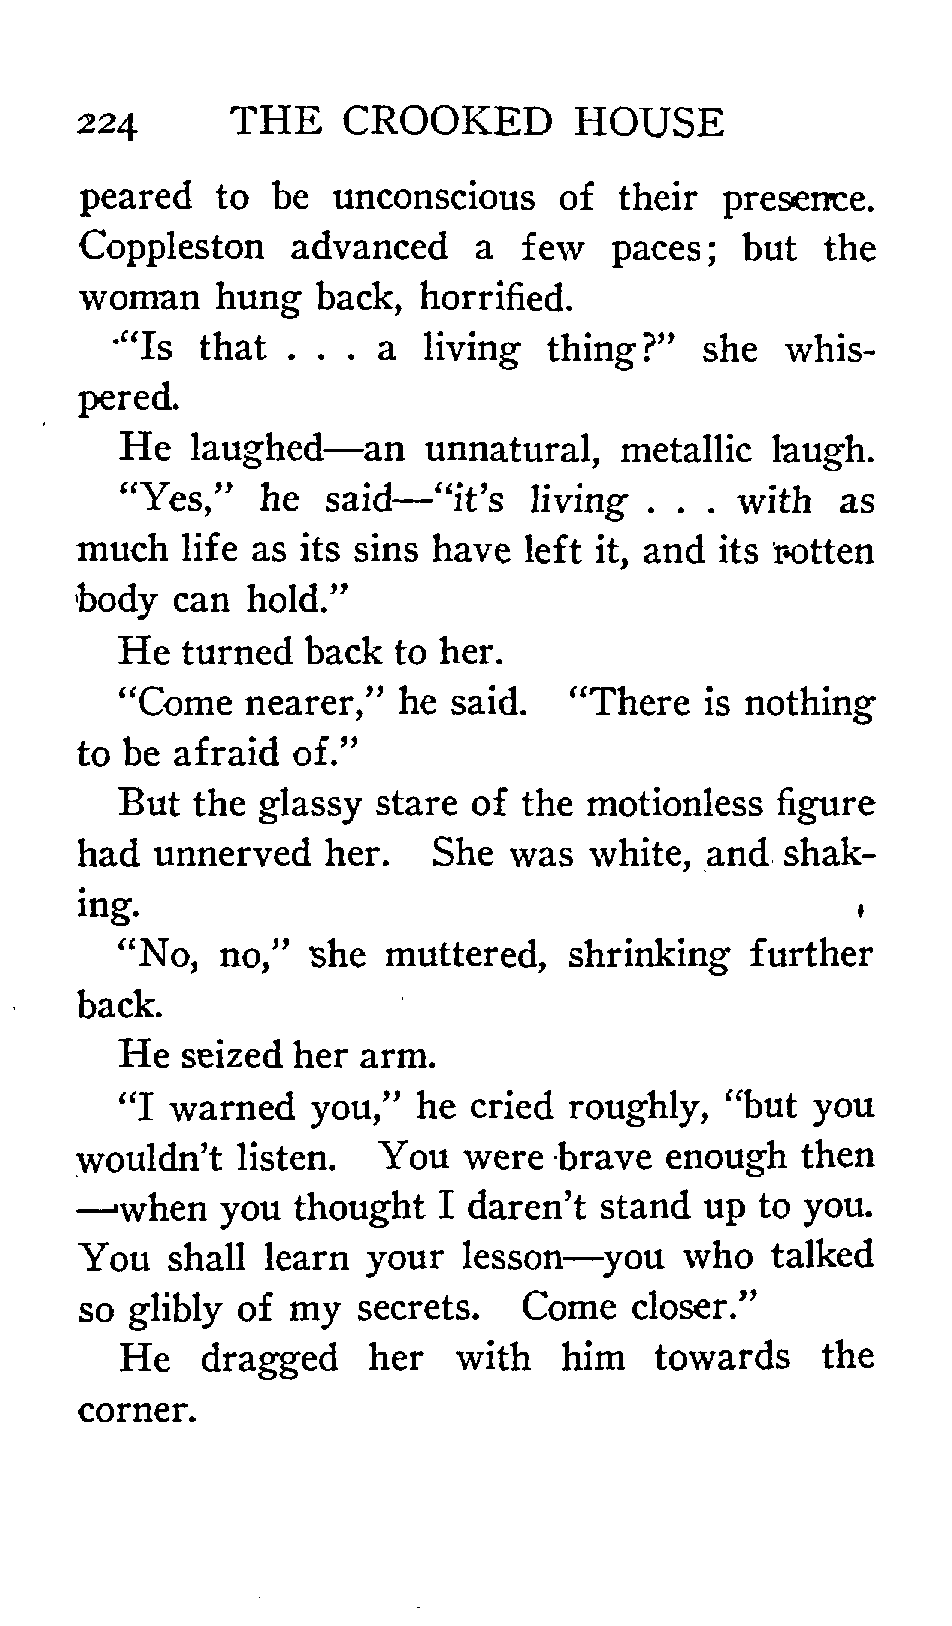 224 THE CROOKED HOUSE
peared to be unconscious of their presence.
Coppleston advanced a few paces; but the
woman hung back, horrified.
"Is that . . . a living thing?" she whis-
pered.
He laughed—an unnatural, metallic laugh.
"Yes," he said—"it's living . . . with as
much life as its sins have left it, and its rotten
body can hold."
He turned back to her.
"Come nearer," he said. "There is nothing
to be afraid of."
But the glassy stare of the motionless figure
had unnerved her. She was white, and shak-
ing.
"No, no," she muttered, shrinking further
back.
He seized her arm.
"I warned you," he cried roughly, "but you
wouldn't listen. You were brave enough then
—when you thought I daren't stand up to you.
You shall learn your lesson—you who talked
so glibly of my secrets. Come closer."
He dragged her with him towards the
corner.